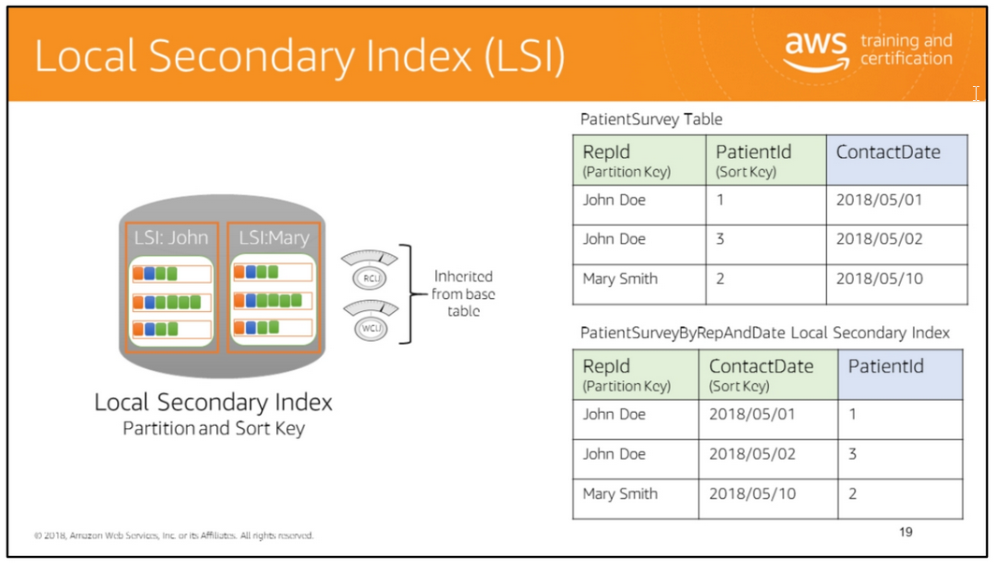 Local Secondary Index (LSI)
aws training and
certification
LSI: John
LSI:Mary
RCU
WCU
Inherited
from base
table
Local Secondary Index
Partition and Sort Key
PatientSurvey Table
RepId PatientId ContactDate
(Partition Key) (Sort Key)
John Doe 1 2018/05/01
John Doe 3 2018/05/02
Mary Smith 2 2018/05/10
PatientSurveyByRepAndDate Local Secondary Index
RepId ContactDate PatientId
(Partition Key) (Sort Key)
John Doe 2018/05/01 1
John Doe 2018/05/02 3
Mary Smith 2018/05/10 2
© 2018, Amazon Web Services, Inc. or its Affiliates. All rights reserved.
19